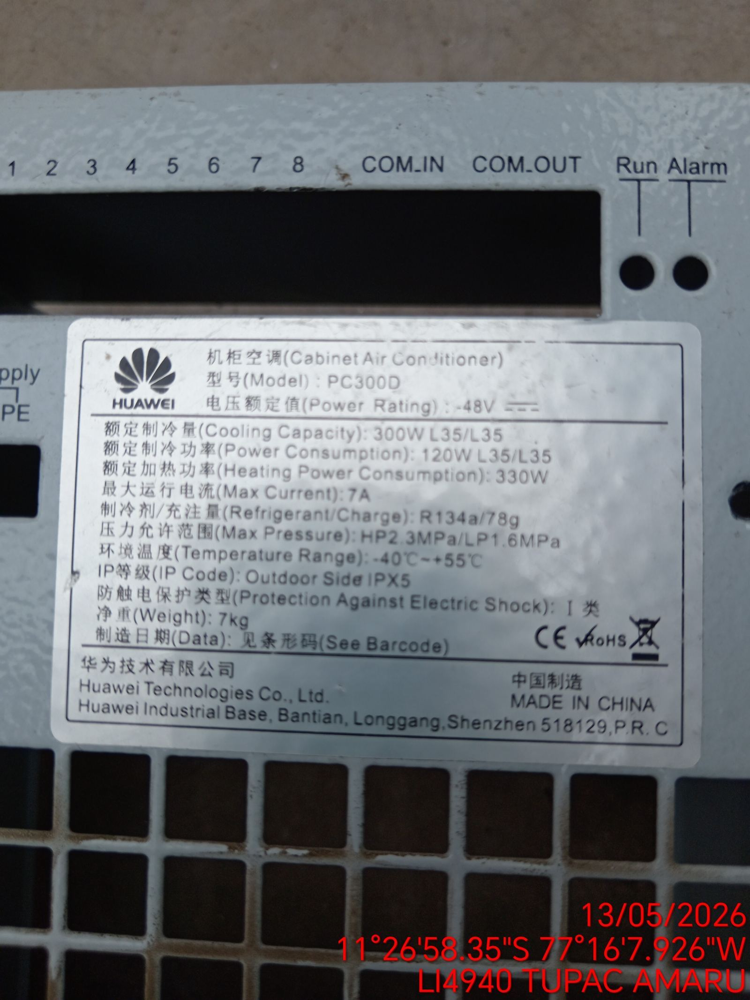 1 2 3 4 5 6 7 8 COM_IN COM_OUT Run Alarm
pply
PE
HUAWEI
机柜空调(Cabinet Air Conditioner)
型号(Model) : PC300D
电压额定值(Power Rating) : -48V
额定制冷量(Cooling Capacity): 300W L35/L35
额定制冷功率(Power Consumption): 120W L35/L35
额定加热功率(Heating Power Consumption): 330W
最大运行电流(Max Current): 7A
制冷剂/充注量(Refrigerant/Charge): R134a/78g
压力允许范围(Max Pressure): HP2.3MPa/LP1.6MPa
环境温度(Temperature Range): -40℃~+55℃
IP等级(IP Code): Outdoor Side IPX5
防触电保护类型(Protection Against Electric Shock): I 类
净重(Weight): 7kg
制造日期(Data): 见条形码(See Barcode)
CE RoHS
华为技术有限公司
Huawei Technologies Co., Ltd.
Huawei Industrial Base, Bantian, Longgang,Shenzhen 518129,P.R. C
中国制造
MADE IN CHINA
13/05/2026
11°26'58.35"S 77°16'7.926"W
LI4940 TUPAC AMARU